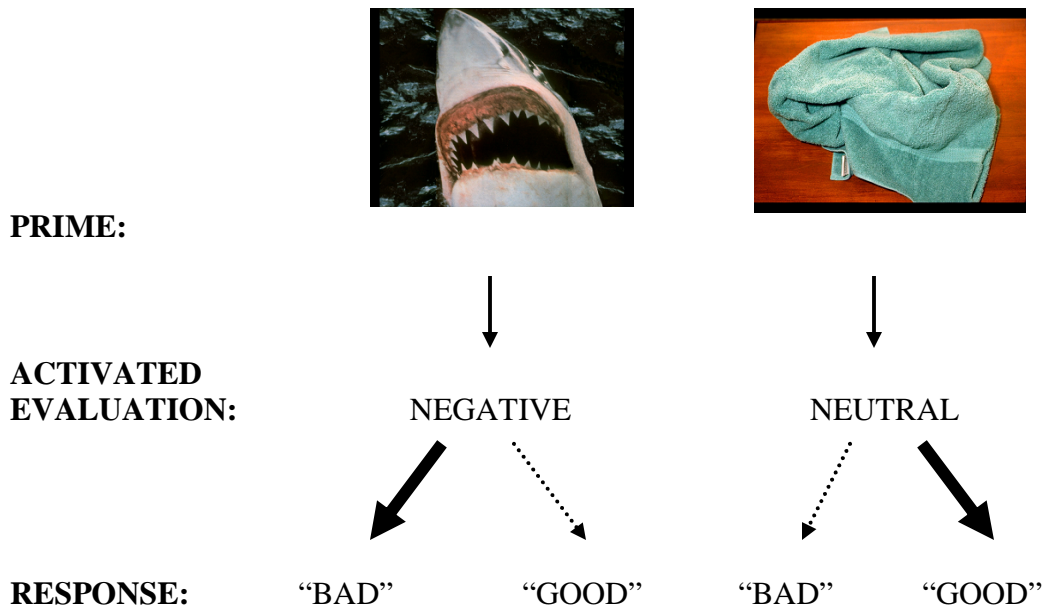 PRIME:
ACTIVATED
EVALUATION: NEGATIVE NEUTRAL
RESPONSE: “BAD” “GOOD” “BAD” “GOOD”